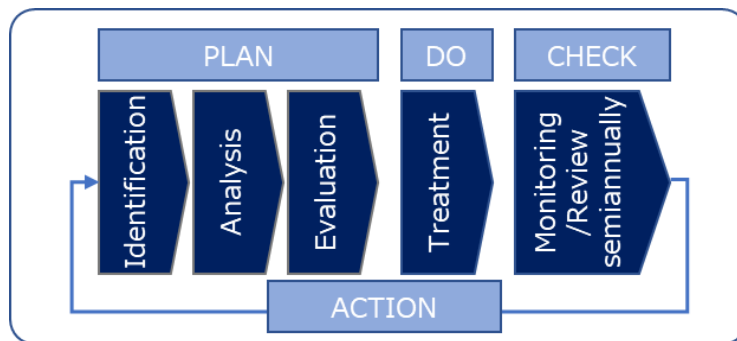 PLAN
DO
CHECK
Identification
Analysis
Evaluation
Treatment
Monitoring
/Review
semiannually
ACTION